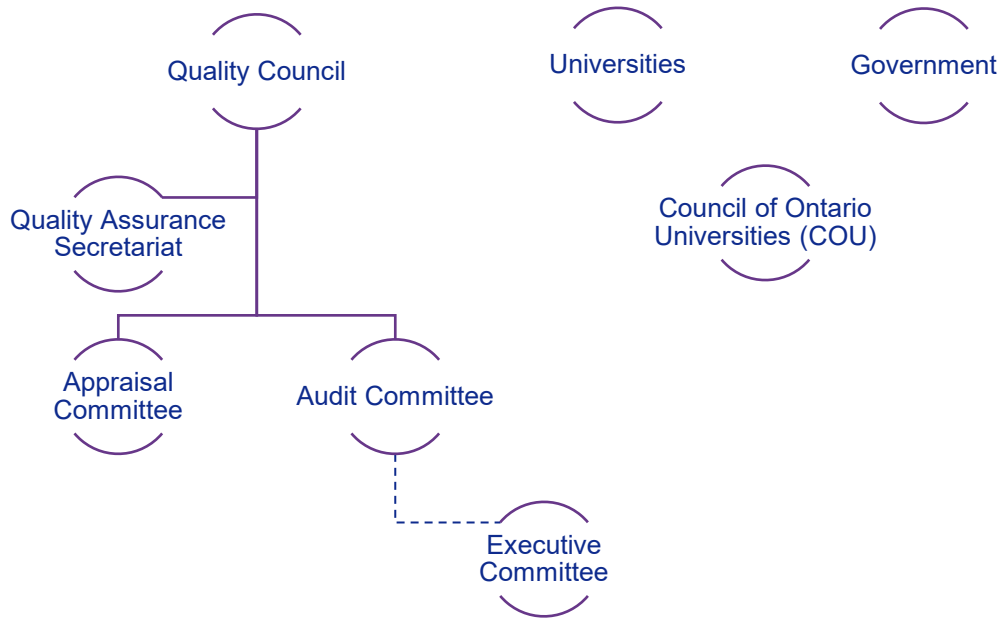 Quality Council
Universities
Government
Quality Assurance
Secretariat
Council of Ontario
Universities (COU)
Appraisal
Committee
Audit Committee
Executive
Committee